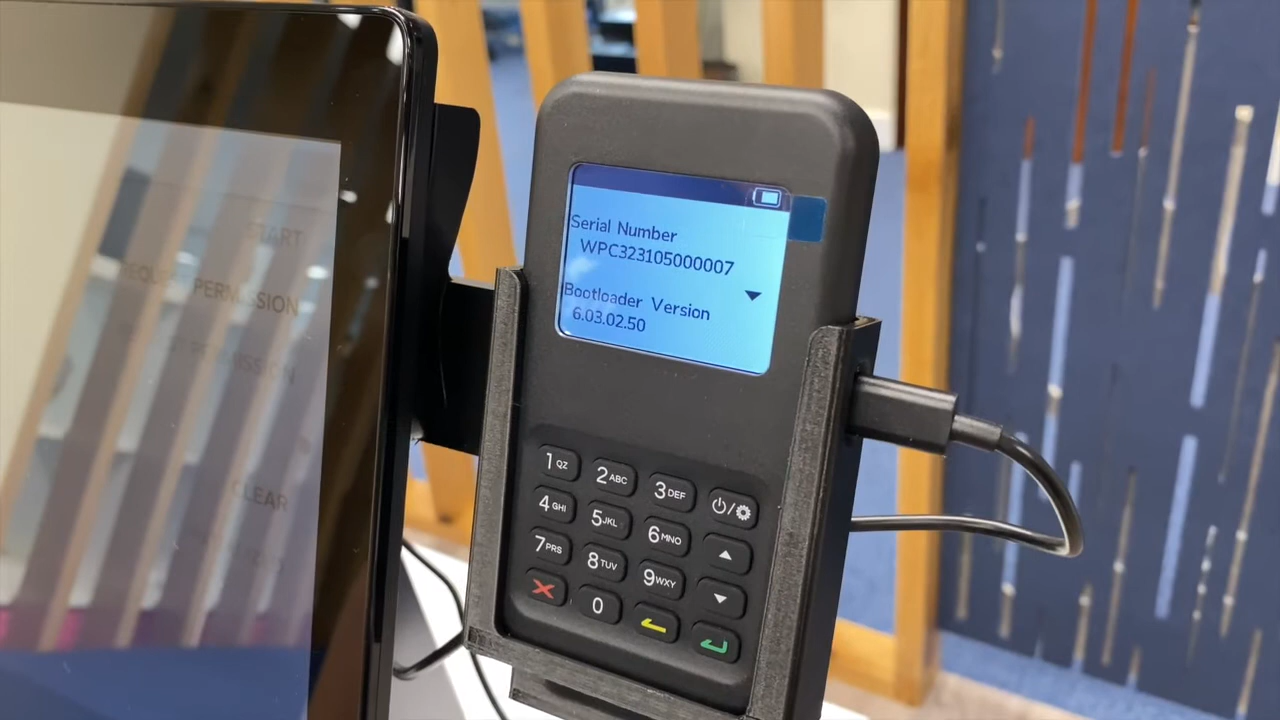 START
REQUEST PERMISSION
CLEAR
Serial Number
WPC323105000007
Bootloader Version
6.03.02.50
1 QZ
2 ABC
3 DEF
4 GHI
5 JKL
6 MNO
7 PRS
8 TUV
9 WXY
0